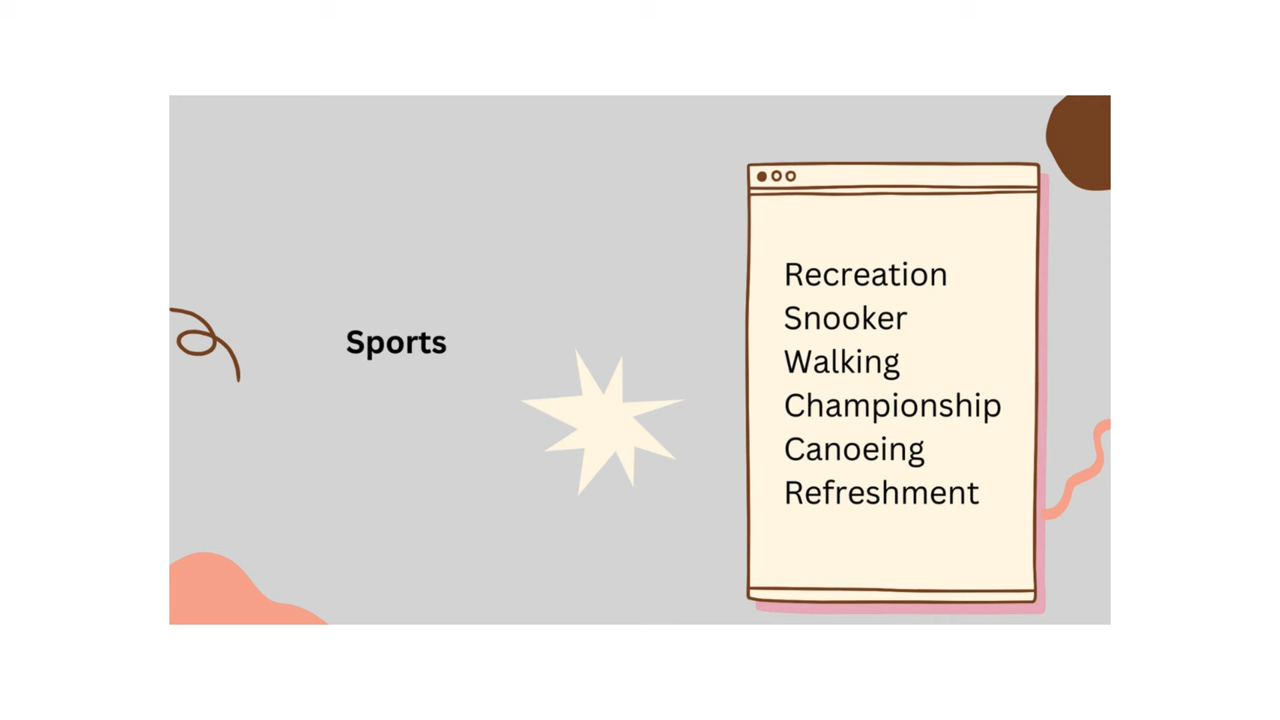 Sports
Recreation
Snooker
Walking
Championship
Canoeing
Refreshment